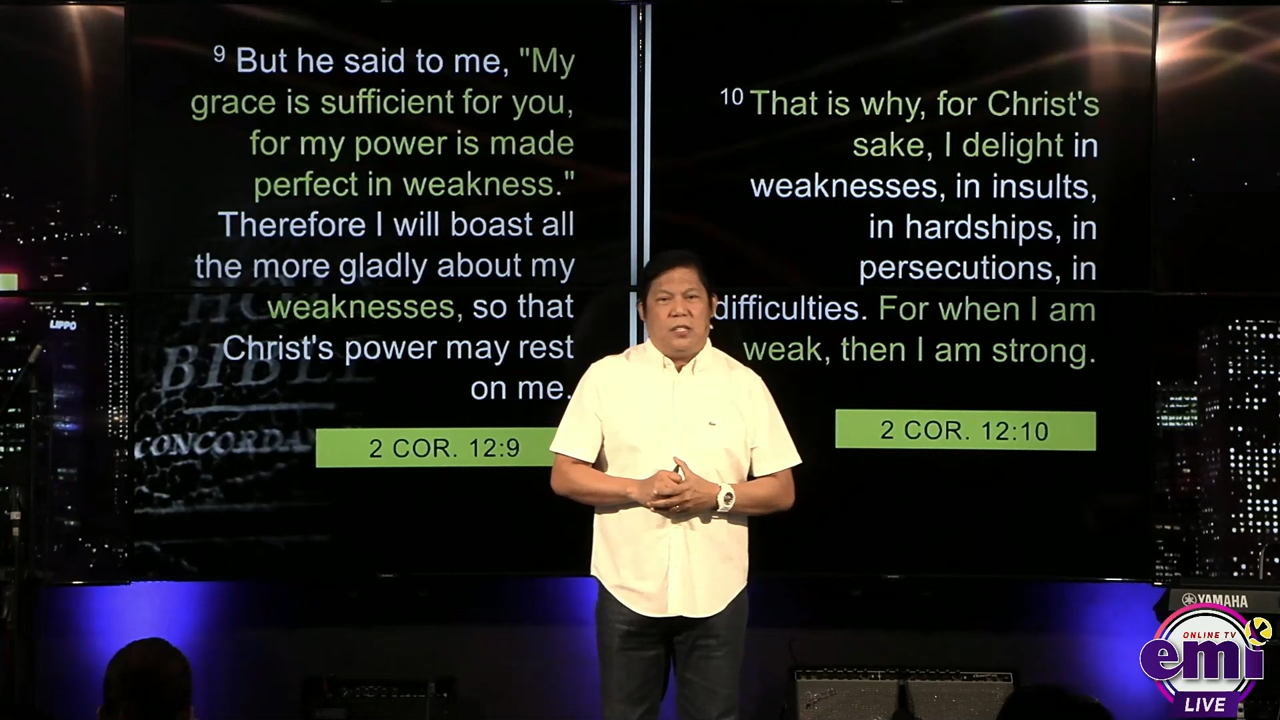 9 But he said to me, "My
grace is sufficient for you,
for my power is made
perfect in weakness."
Therefore I will boast all
the more gladly about my
weaknesses, so that
Christ's power may rest
on me.
2 COR. 12:9
10 That is why, for Christ's
sake, I delight in
weaknesses, in insults,
in hardships, in
persecutions, in
difficulties. For when I am
weak, then I am strong.
2 COR. 12:10
LIPPO
BIBLE
YAMAHA
ONLINE TV
emi
LIVE